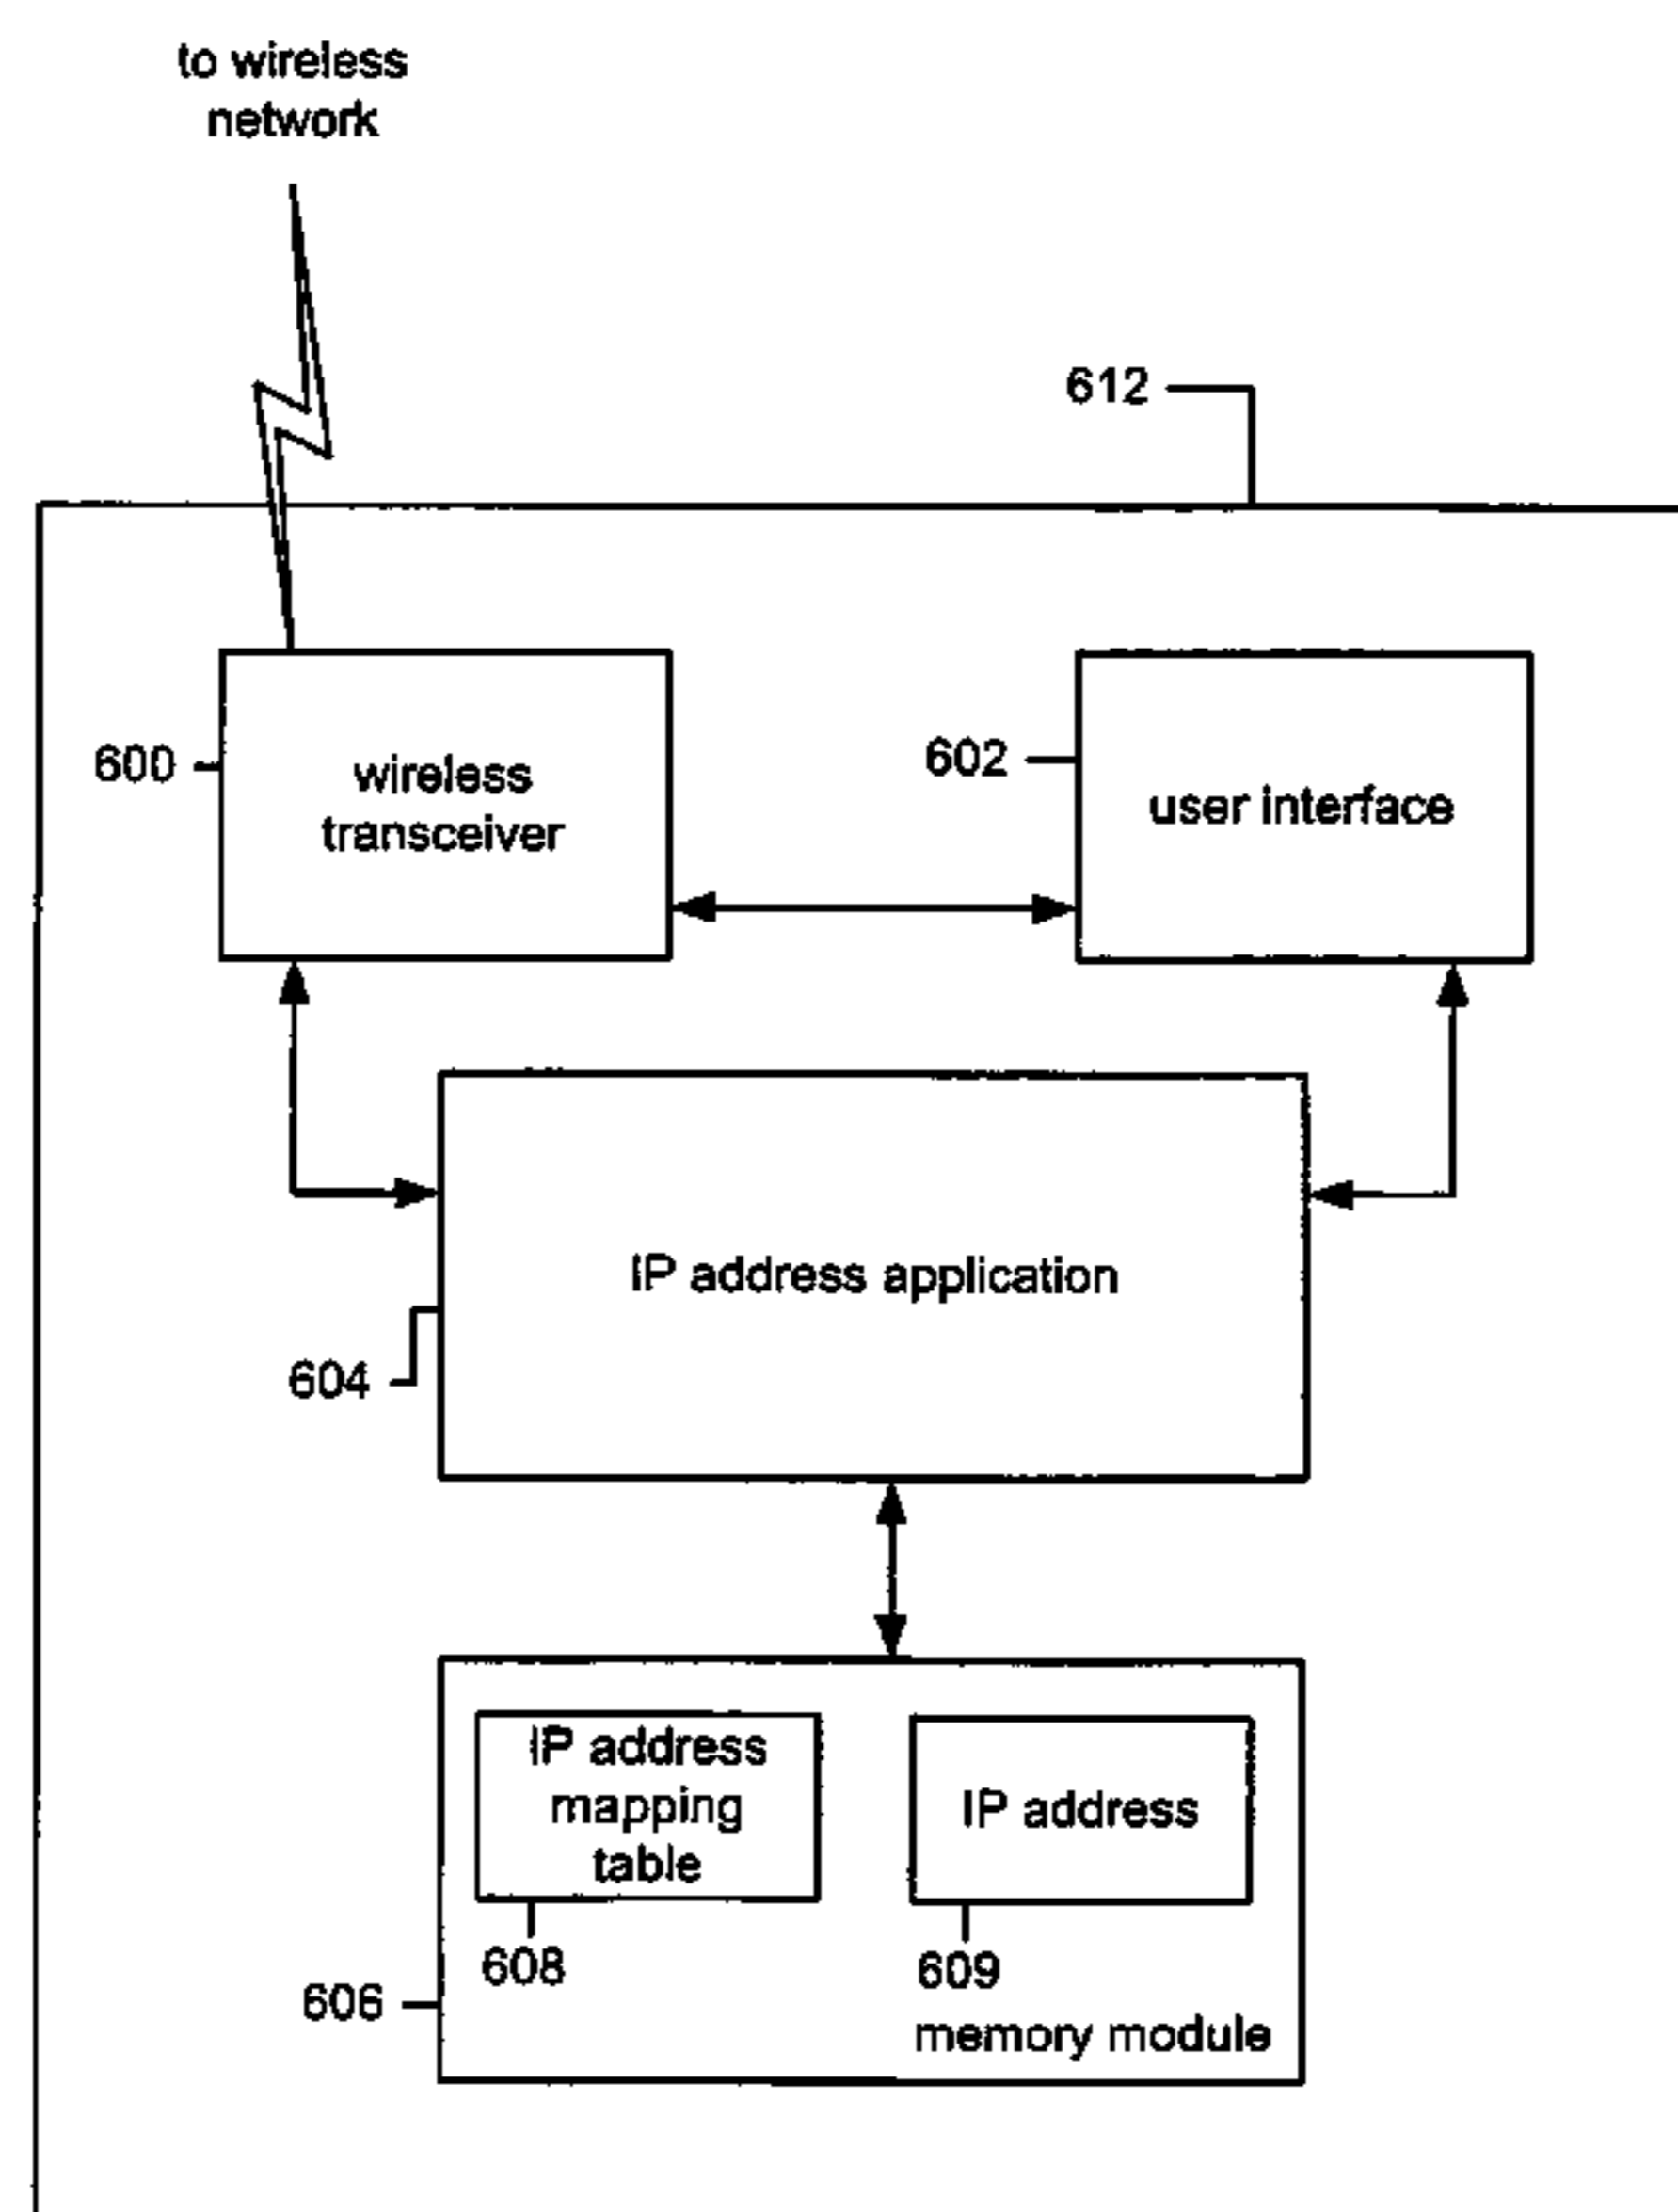 to wireless
network
612
600
wireless
transceiver
602
user interface
IP address application
604
IP address
mapping
table
IP address
608
609
606
memory module